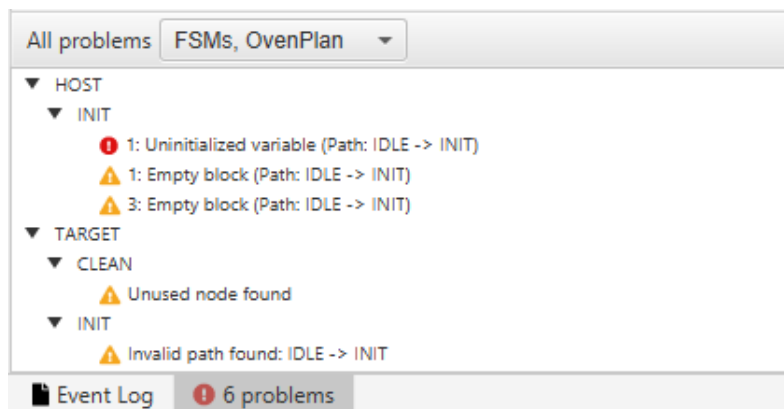 All problems FSMs, OvenPlan
HOST
INIT
1: Uninitialized variable (Path: IDLE -> INIT)
1: Empty block (Path: IDLE -> INIT)
3: Empty block (Path: IDLE -> INIT)
TARGET
CLEAN
Unused node found
INIT
Invalid path found: IDLE -> INIT
Event Log 6 problems